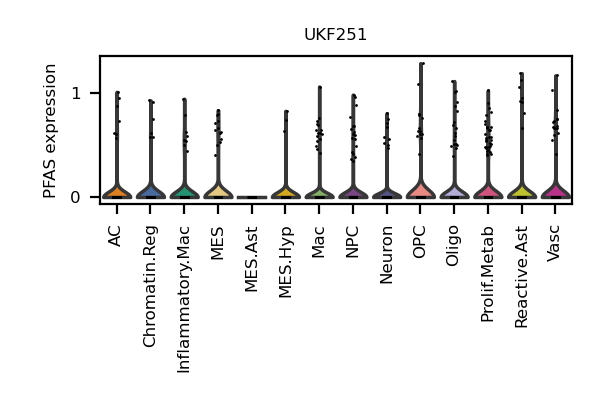 UKF251
PFAS expression
1
0
AC
Chromatin.Reg
Inflammatory.Mac
MES
MES.Ast
MES.Hyp
Mac
NPC
Neuron
OPC
Oligo
Prolif.Metab
Reactive.Ast
Vasc